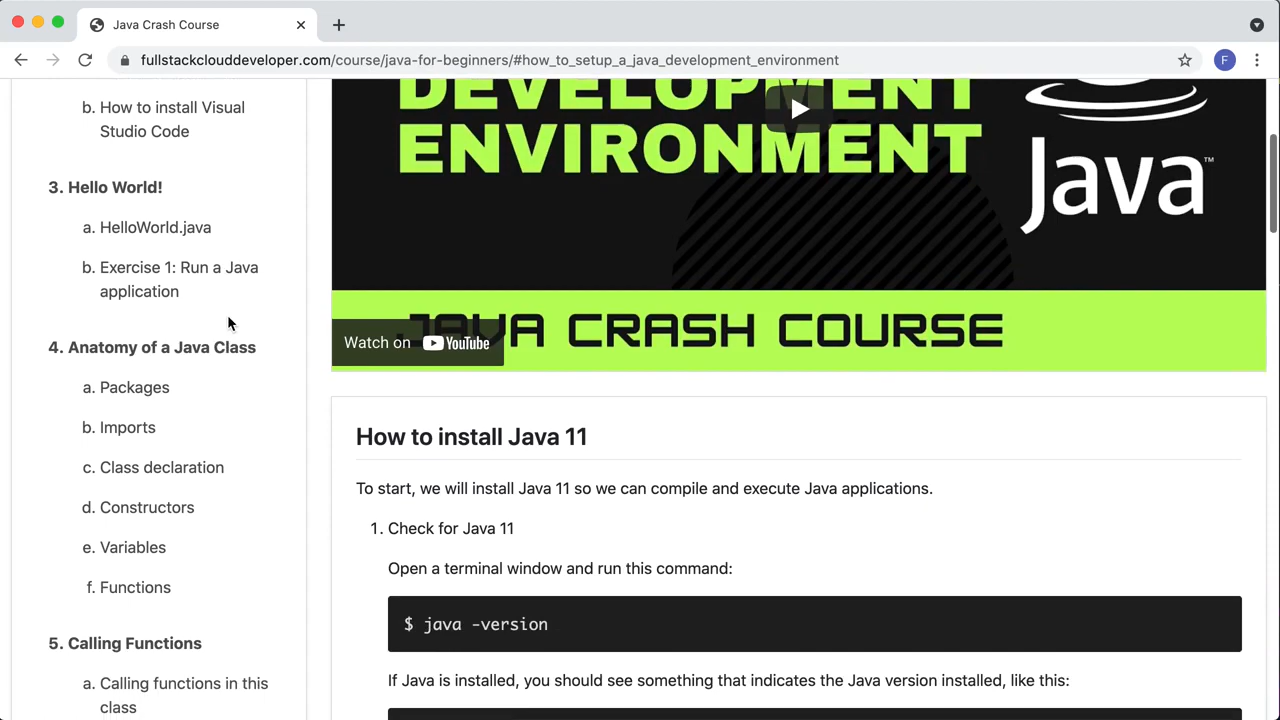 Java Crash Course
fullstackclouddeveloper.com/course/java-for-beginners/#how_to_setup_a_java_development_environment
F
b. How to install Visual
Studio Code
3. Hello World!
a. HelloWorld.java
b. Exercise 1: Run a Java
application
4. Anatomy of a Java Class
a. Packages
b. Imports
c. Class declaration
d. Constructors
e. Variables
f. Functions
5. Calling Functions
a. Calling functions in this
class
DEVELOPMENT
ENVIRONMENT
Java™
JAVA CRASH COURSE
Watch on YouTube
How to install Java 11
To start, we will install Java 11 so we can compile and execute Java applications.
1. Check for Java 11
Open a terminal window and run this command:
$ java -version
If Java is installed, you should see something that indicates the Java version installed, like this: